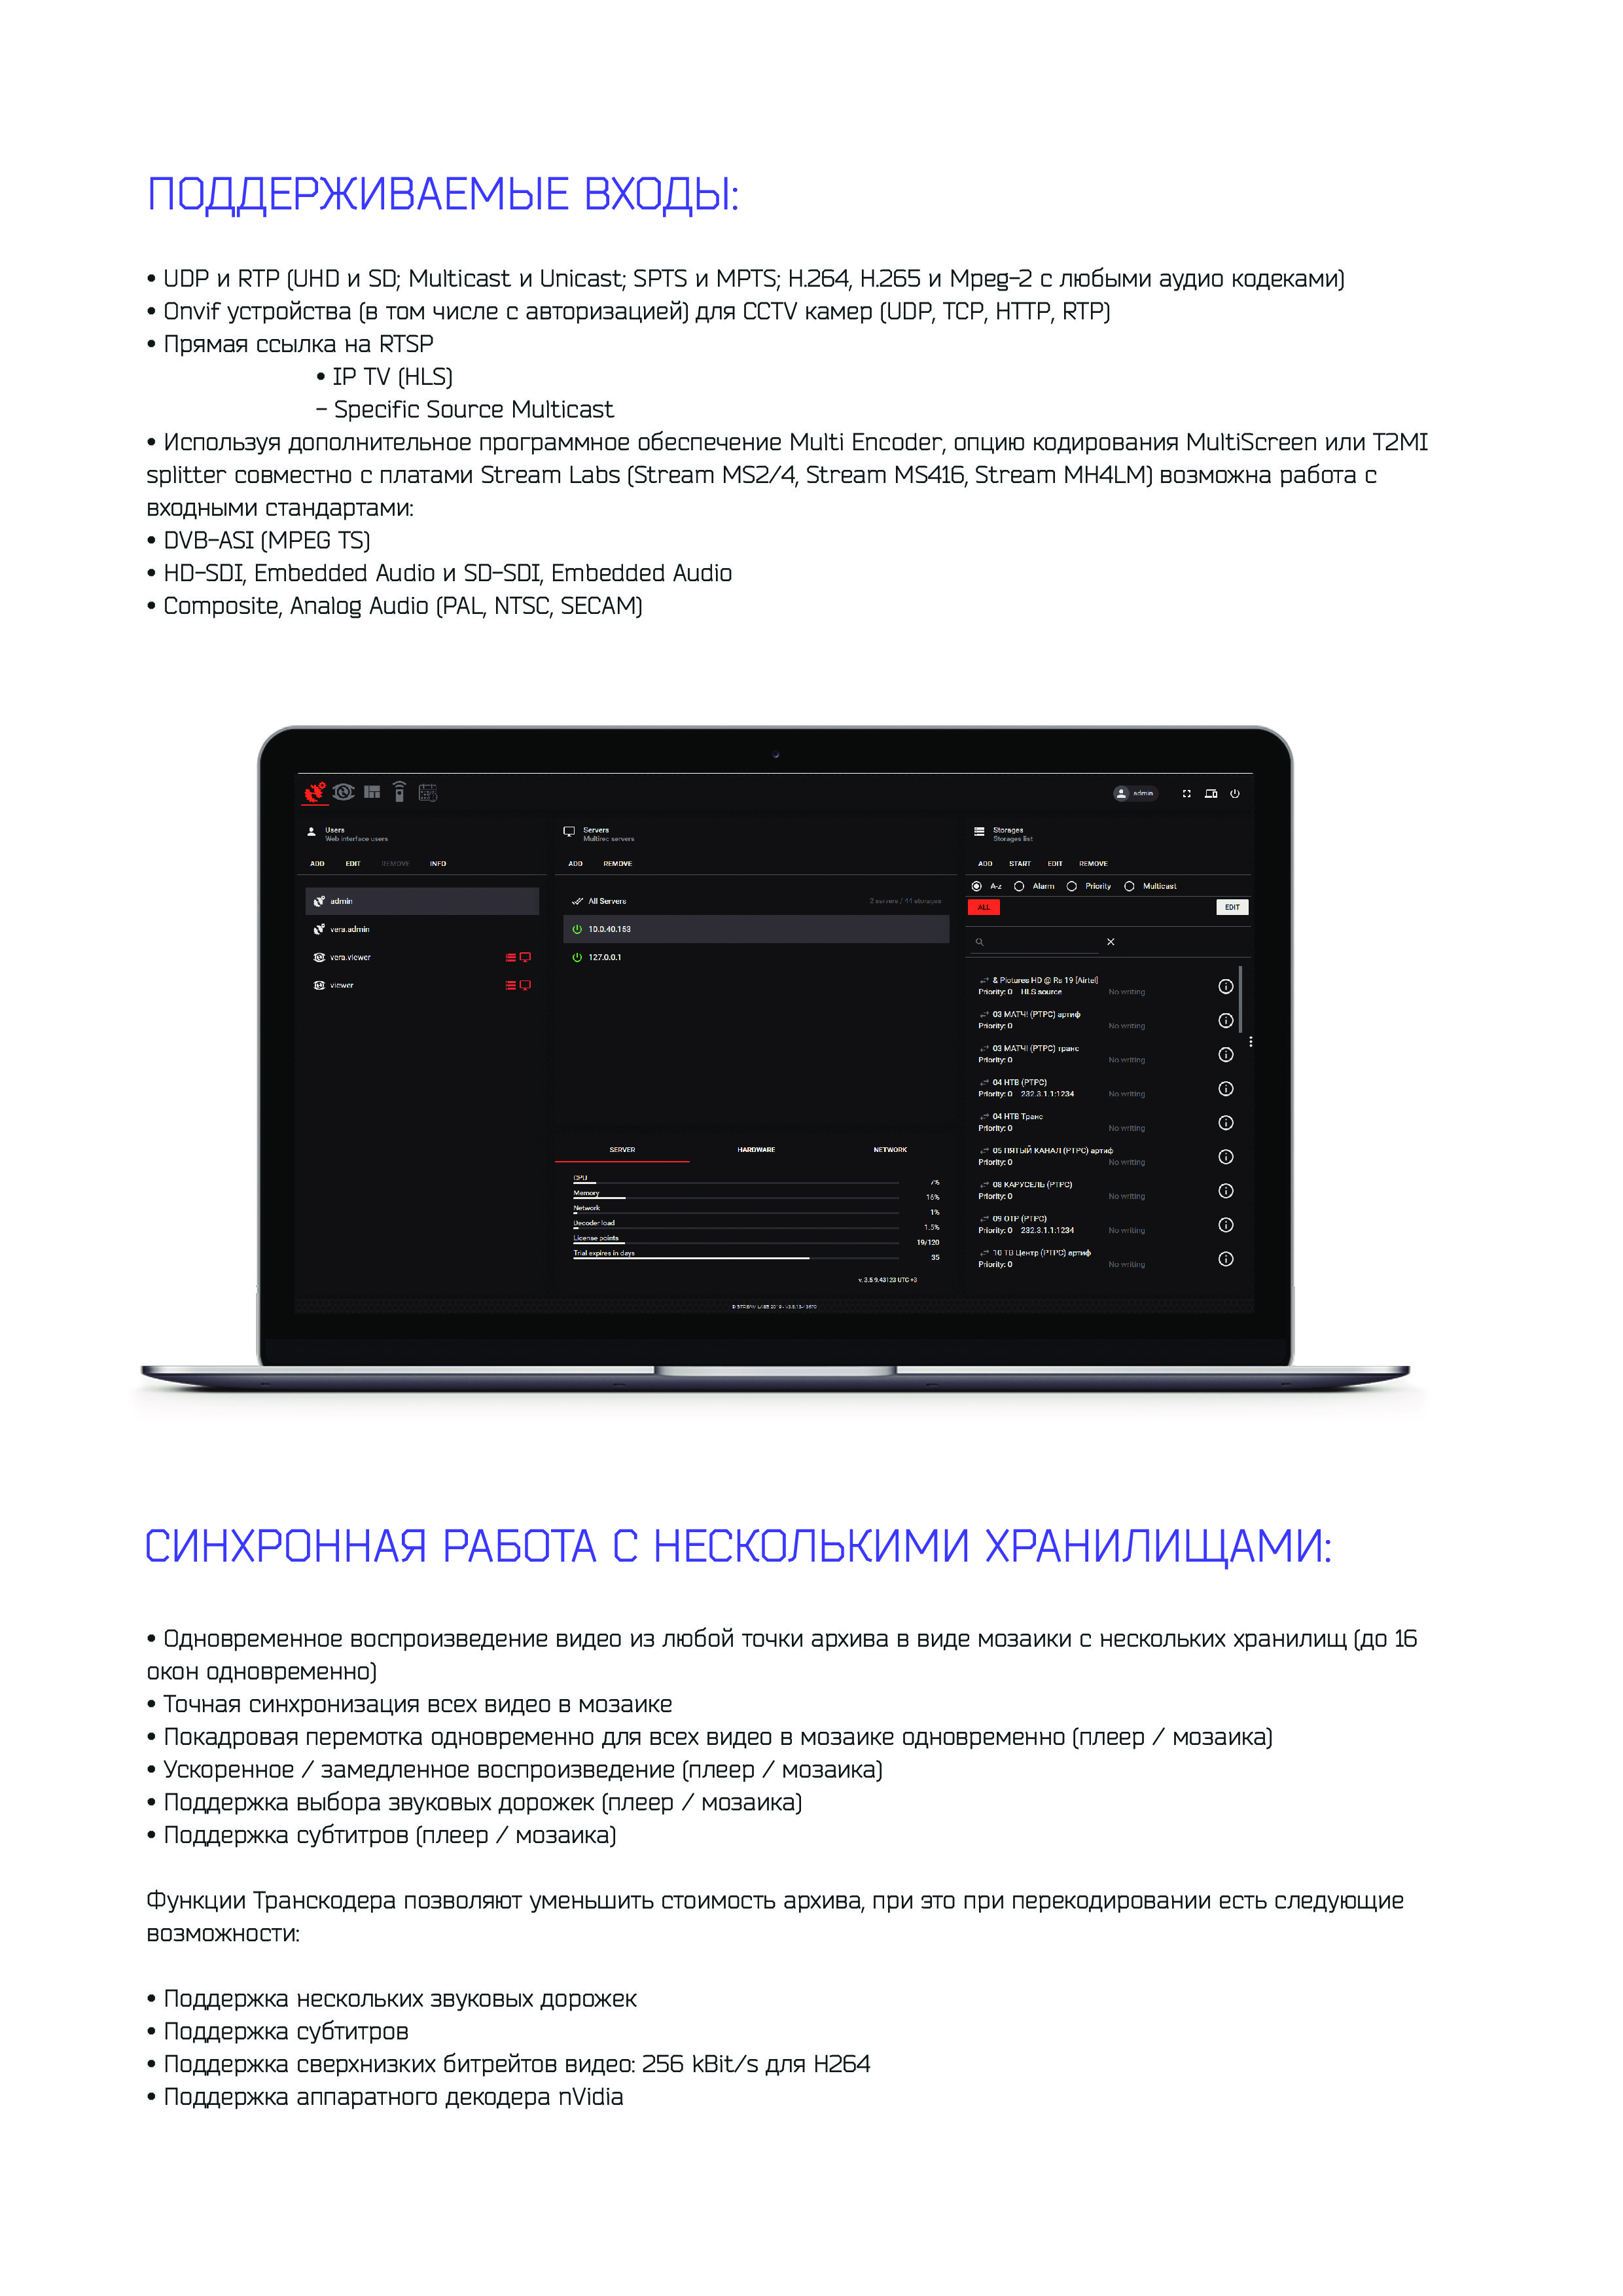 ПОДДЕРЖИВАЕМЫЕ ВХОДЫ:
• UDP и RTP (UHD и SD; Multicast и Unicast; SPTS и MPTS; H.264, H.265 и Mpeg-2 с любыми аудио кодеками)
• Onvif устройства (в том числе с авторизацией) для CCTV камер (UDP, TCP, HTTP, RTP)
• Прямая ссылка на RTSP
• IP TV (HLS)
- Specific Source Multicast
• Используя дополнительное программное обеспечение Multi Encoder, опцию кодирования MultiScreen или T2MI
splitter совместно с платами Stream Labs (Stream MS2/4, Stream MS416, Stream MH4LM) возможна работа с
входными стандартами:
• DVB-ASI (MPEG TS)
• HD-SDI, Embedded Audio и SD-SDI, Embedded Audio
• Composite, Analog Audio (PAL, NTSC, SECAM)
admin
Users
Web interface users
ADD EDIT REMOVE INFO
admin
vera.admin
vera.viewer
viewer
Servers
Multirec servers
ADD REMOVE
All Servers 2 servers / 44 storages
10.0.40.153
127.0.0.1
SERVER HARDWARE NETWORK
CPU 7%
Memory 16%
Network 1%
Decoder load 1.5%
License points 19/120
Trial expires in days 35
v. 3.5.9.43123 UTC +3
Storages
Storages list
ADD START EDIT REMOVE
A-z Alarm Priority Multicast
ALL EDIT
& Pictures HD @ Rs 19 [Airtel]
Priority: 0 HLS source No writing
03 МАТЧ! (РТРС) артиф
Priority: 0 No writing
03 МАТЧ! (РТРС) транс
Priority: 0 No writing
04 НТВ (РТРС)
Priority: 0 232.3.1.1:1234 No writing
04 НТВ Транс
Priority: 0 No writing
05 ПЯТЫЙ КАНАЛ (РТРС) артиф
Priority: 0 No writing
08 КАРУСЕЛЬ (РТРС)
Priority: 0 No writing
09 ОТР (РТРС)
Priority: 0 232.3.1.1:1234 No writing
10 ТВ Центр (РТРС) артиф
Priority: 0 No writing
© STREAM LABS 2019 -
СИНХРОННАЯ РАБОТА С НЕСКОЛЬКИМИ ХРАНИЛИЩАМИ:
• Одновременное воспроизведение видео из любой точки архива в виде мозаики с нескольких хранилищ (до 16
окон одновременно)
• Точная синхронизация всех видео в мозаике
• Покадровая перемотка одновременно для всех видео в мозаике одновременно (плеер / мозаика)
• Ускоренное / замедленное воспроизведение (плеер / мозаика)
• Поддержка выбора звуковых дорожек (плеер / мозаика)
• Поддержка субтитров (плеер / мозаика)
Функции Транскодера позволяют уменьшить стоимость архива, при это при перекодировании есть следующие
возможности:
• Поддержка нескольких звуковых дорожек
• Поддержка субтитров
• Поддержка сверхнизких битрейтов видео: 256 kBit/s для H264
• Поддержка аппаратного декодера nVidia